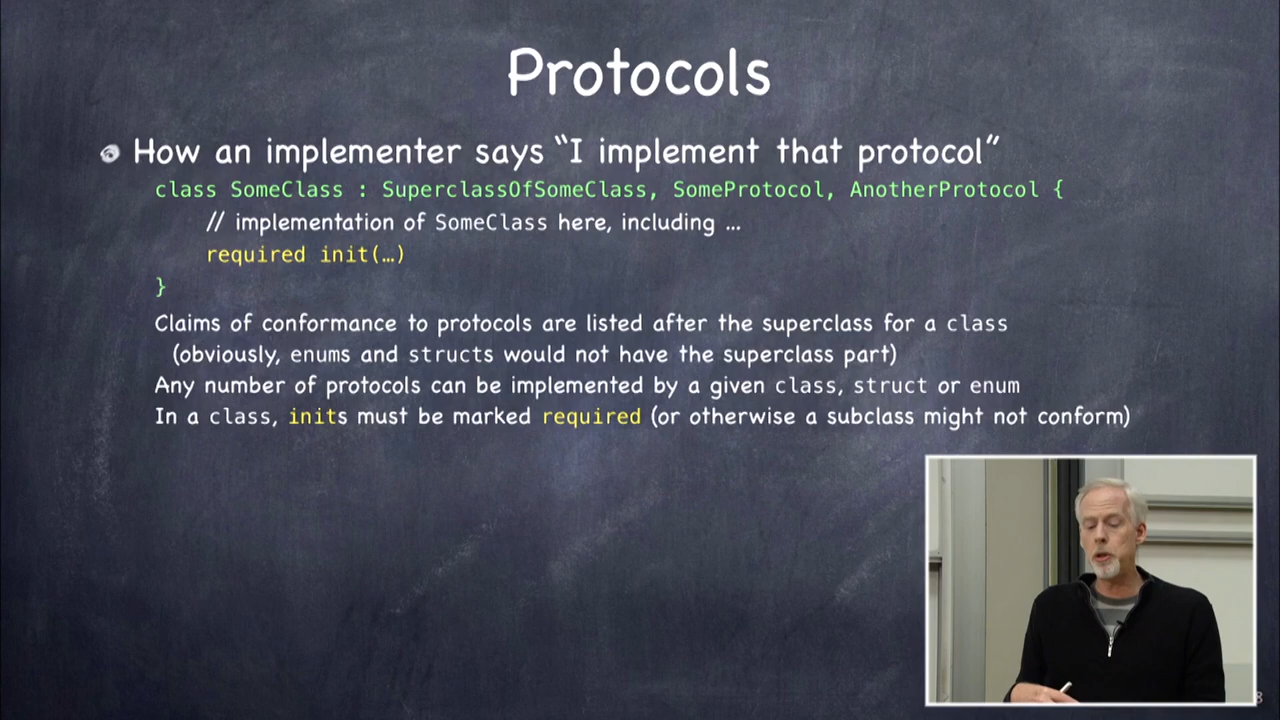 Protocols
How an implementer says “I implement that protocol”
class SomeClass : SuperclassOfSomeClass, SomeProtocol, AnotherProtocol {
// implementation of SomeClass here, including …
required init(…)
}
Claims of conformance to protocols are listed after the superclass for a class
(obviously, enums and structs would not have the superclass part)
Any number of protocols can be implemented by a given class, struct or enum
In a class, inits must be marked required (or otherwise a subclass might not conform)